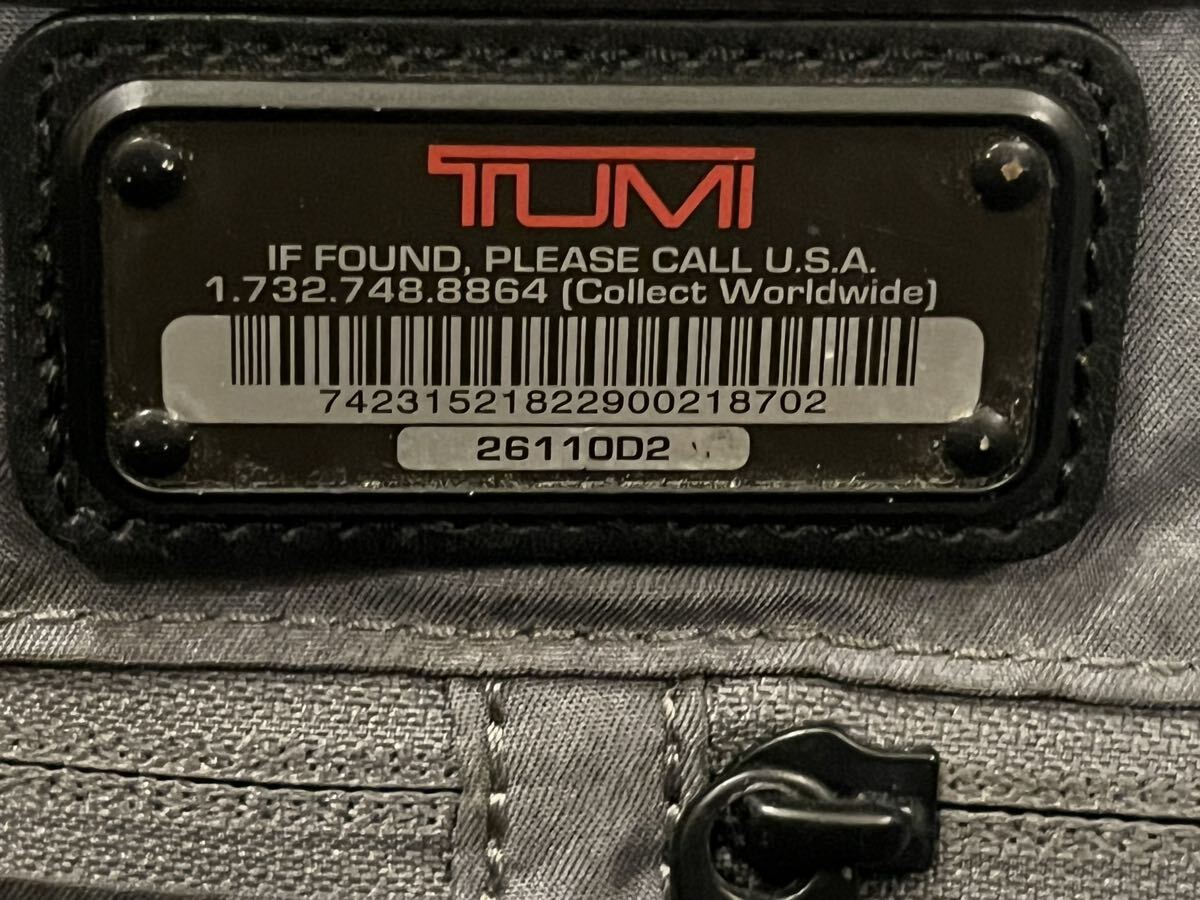 TUMI
IF FOUND, PLEASE CALL U.S.A.
1.732.748.8864 (Collect Worldwide)
74231521822900218702
26110D2